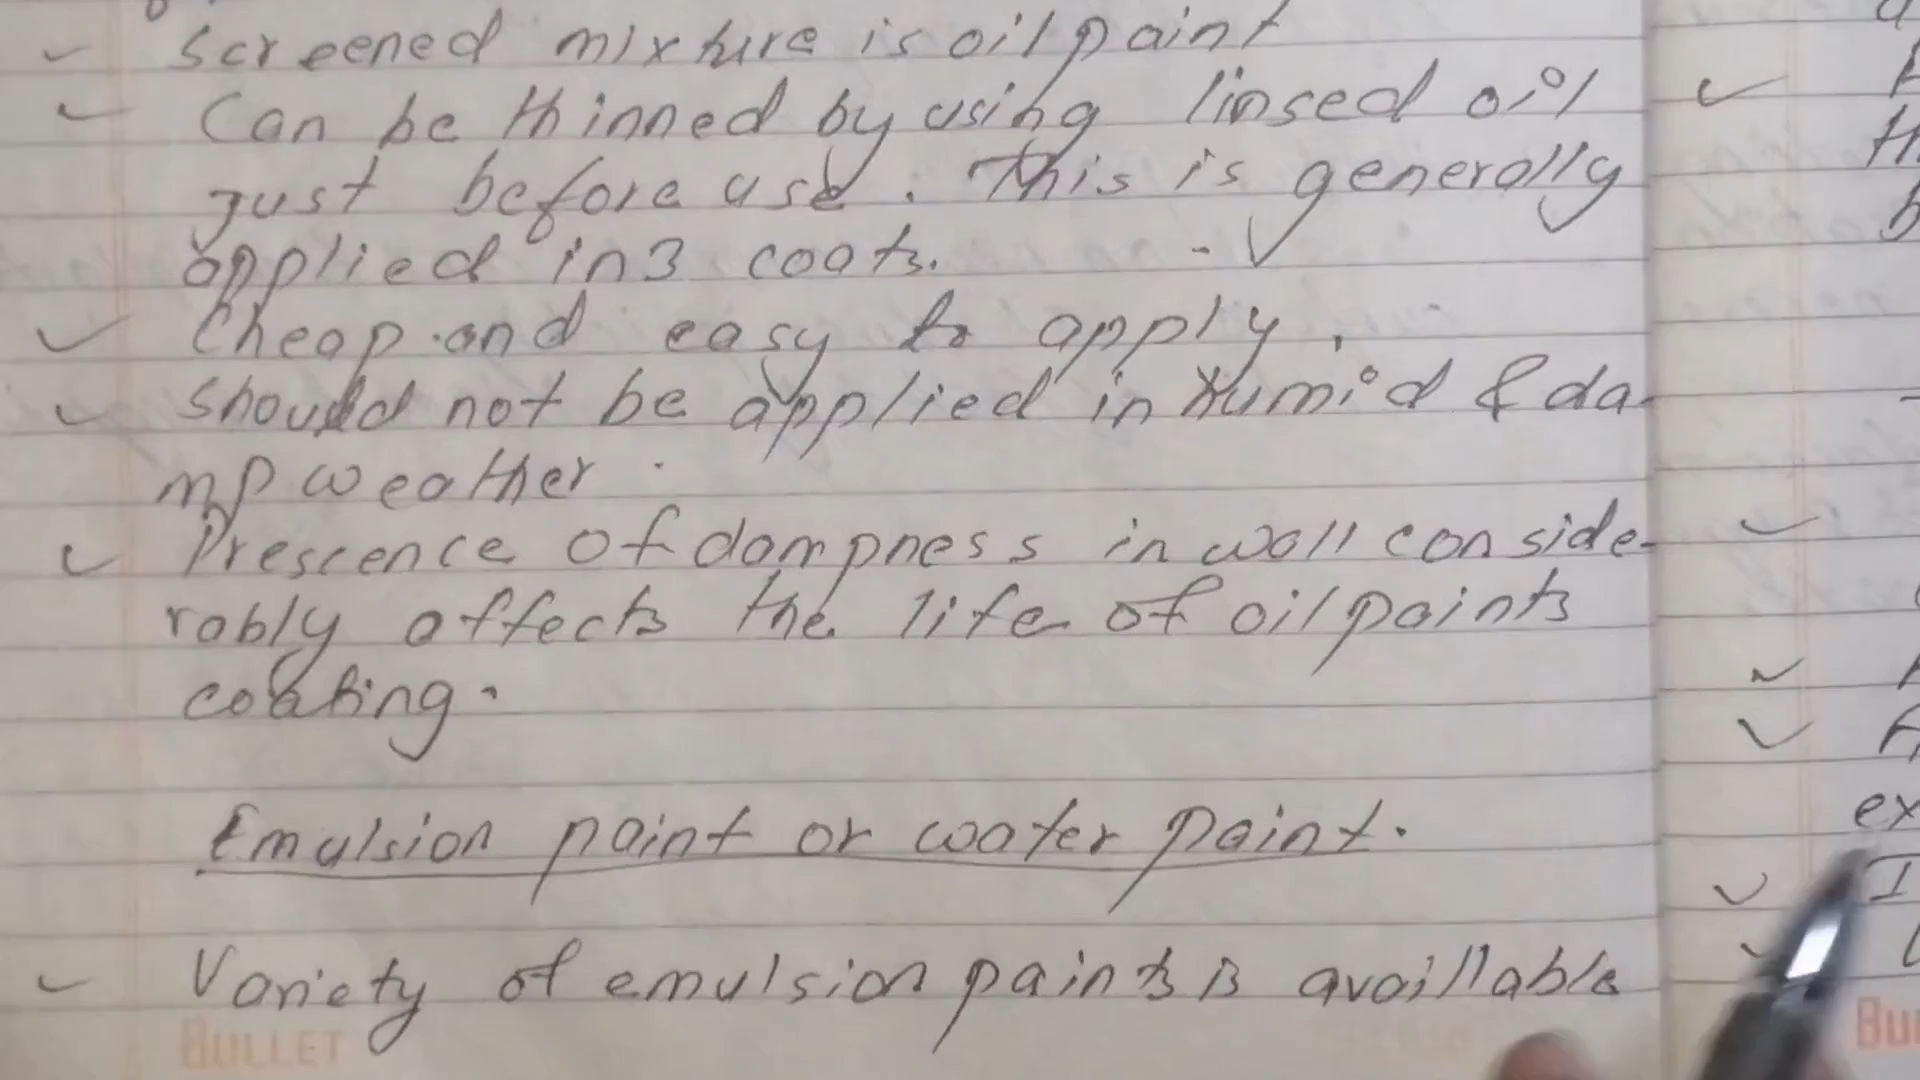 Screened mixture is oil paint
Can be thinned by using linsed oil
just before use. This is generally
applied in 3 coats.
Cheap and easy to apply.
Should not be applied in Humid & da-
mp weather.
Prescence of dampness in wall conside-
rably affects the life of oil paints
coating.
Emulsion paint or water paint.
Variety of emulsion paints is availlable
BULLET
ex